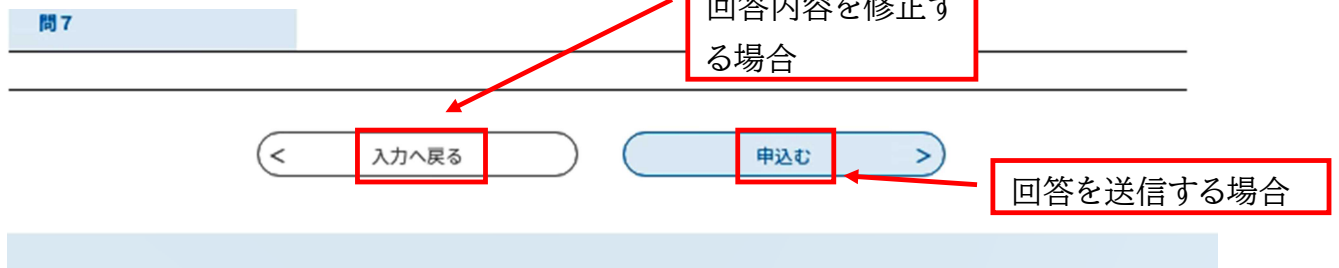 回答内容を修正す
る場合
問7
< 入力へ戻る
申込む >
回答を送信する場合